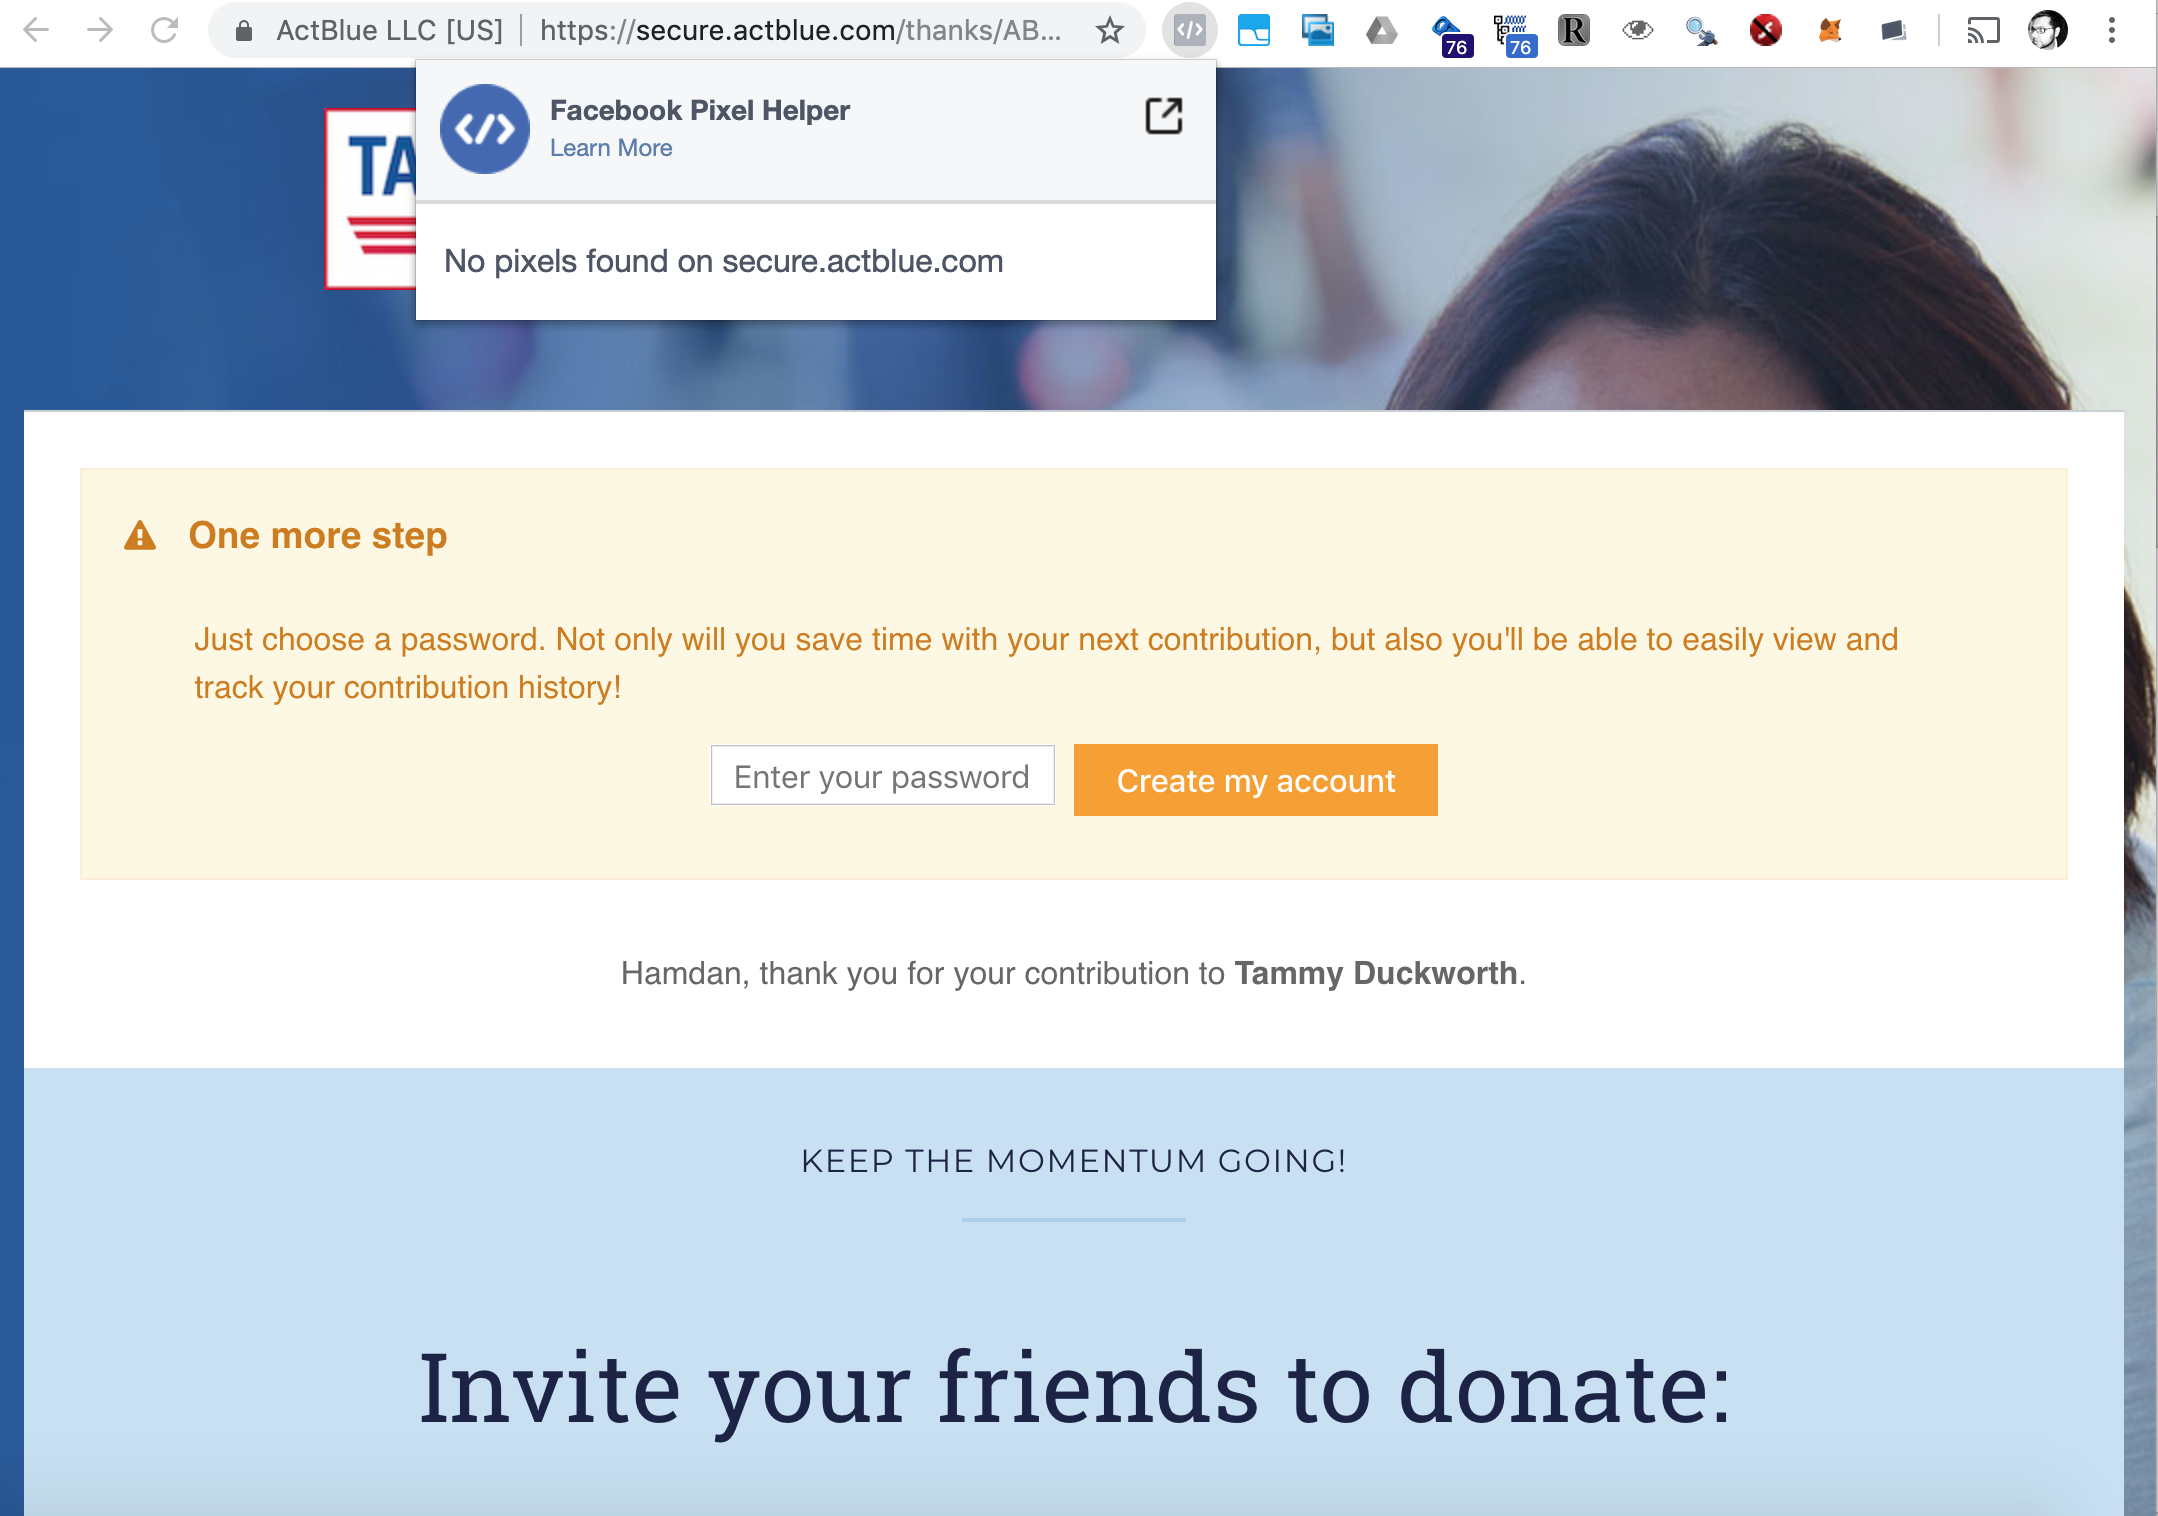 ActBlue LLC [US] https://secure.actblue.com/thanks/AB...
76
76
R
Facebook Pixel Helper
Learn More
TA
No pixels found on secure.actblue.com
One more step
Just choose a password. Not only will you save time with your next contribution, but also you'll be able to easily view and
track your contribution history!
Enter your password
Create my account
Hamdan, thank you for your contribution to Tammy Duckworth.
KEEP THE MOMENTUM GOING!
Invite your friends to donate: